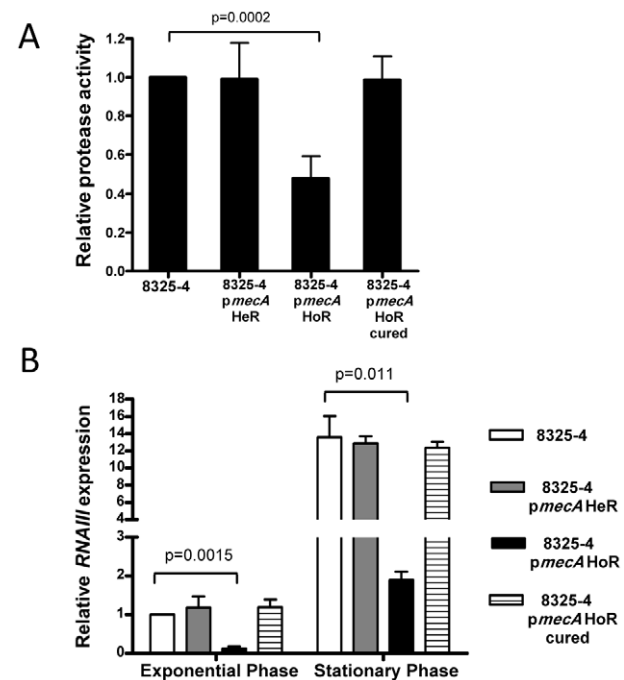 A
p=0.0002
Relative protease activity
1.2
1.0
0.8
0.6
0.4
0.2
0.0
8325-4
8325-4
pmecA
HeR
8325-4
pmecA
HoR
8325-4
pmecA
HoR
cured
B
Relative RNAIII expression
18
16
14
12
10
8
6
4
3
2
1
0
p=0.0015
p=0.011
Exponential Phase
Stationary Phase
8325-4
8325-4
pmecA HeR
8325-4
pmecA HoR
8325-4
pmecA HoR
cured